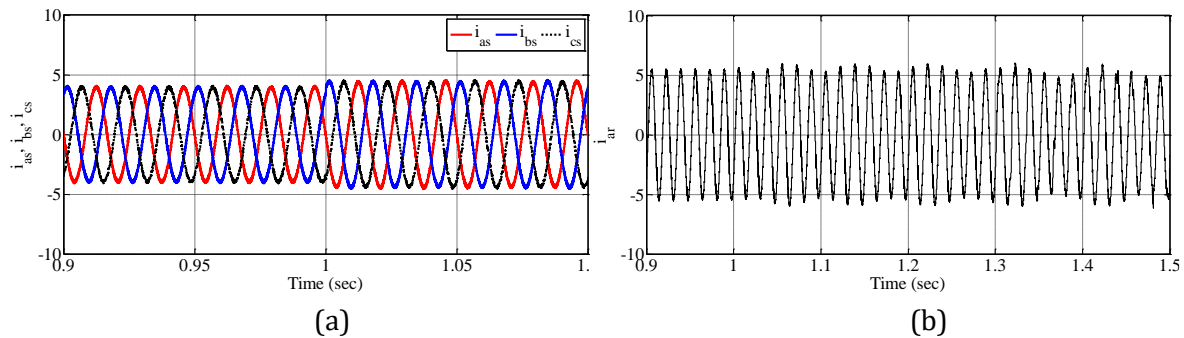 10
5
0
-5
-10
i_as, i_bs, i_cs
i_as i_bs i_cs
0.9 0.95 1 1.05 1.
Time (sec)
(a)
10
5
0
-5
-10
i_ar
0.9 1 1.1 1.2 1.3 1.4 1.5
Time (sec)
(b)